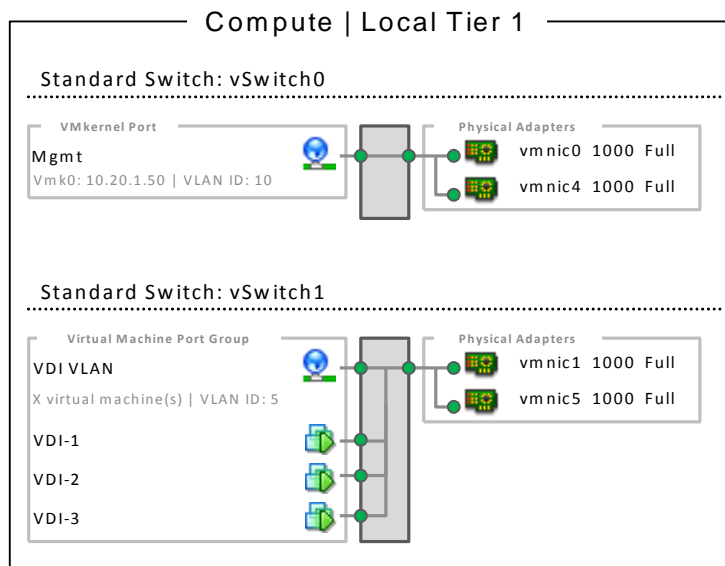 Compute | Local Tier 1
Standard Switch: vSwitch0
VMkernel Port
Physical Adapters
Mgmt
vmnic0 1000 Full
Vmk0: 10.20.1.50 | VLAN ID: 10
vmnic4 1000 Full
Standard Switch: vSwitch1
Virtual Machine Port Group
Physical Adapters
VDI VLAN
vmnic1 1000 Full
X virtual machine(s) | VLAN ID: 5
vmnic5 1000 Full
VDI-1
VDI-2
VDI-3